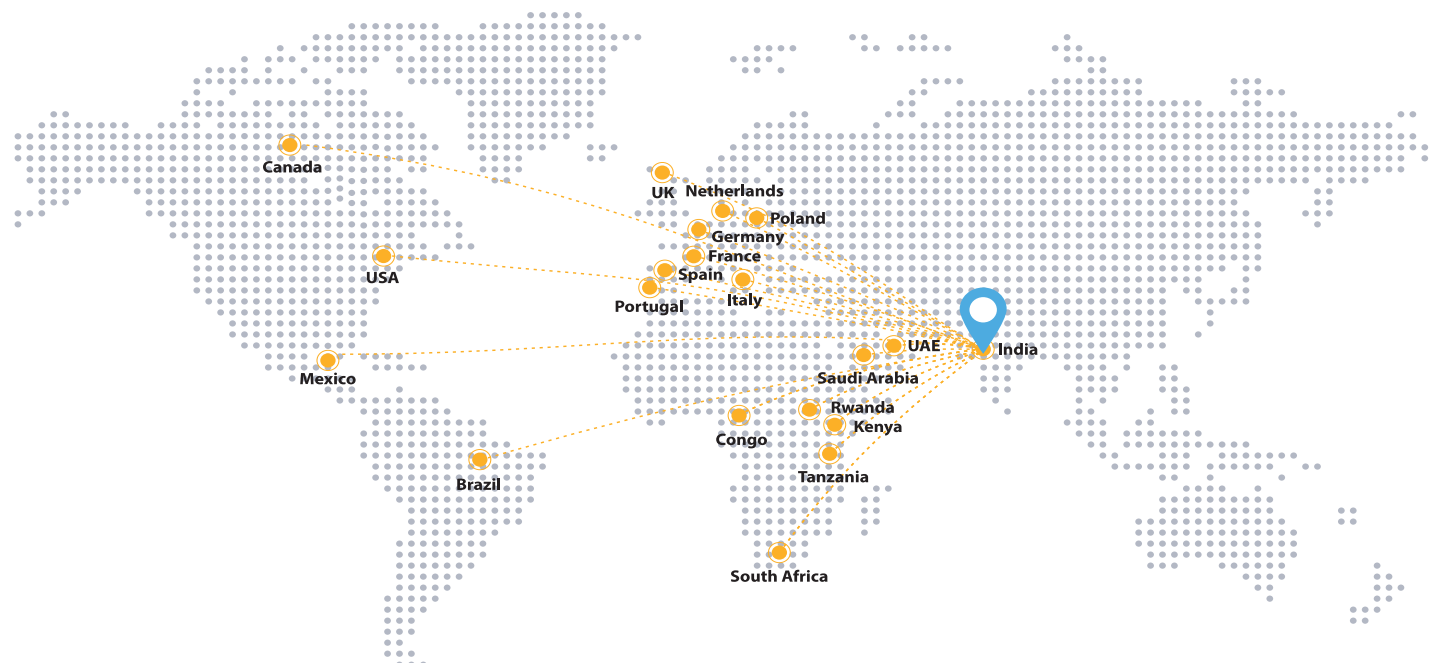 Canada
UK
Netherlands
Poland
Germany
USA
France
Spain
Italy
Portugal
UAE
India
Mexico
Saudi Arabia
Rwanda
Kenya
Congo
Brazil
Tanzania
South Africa